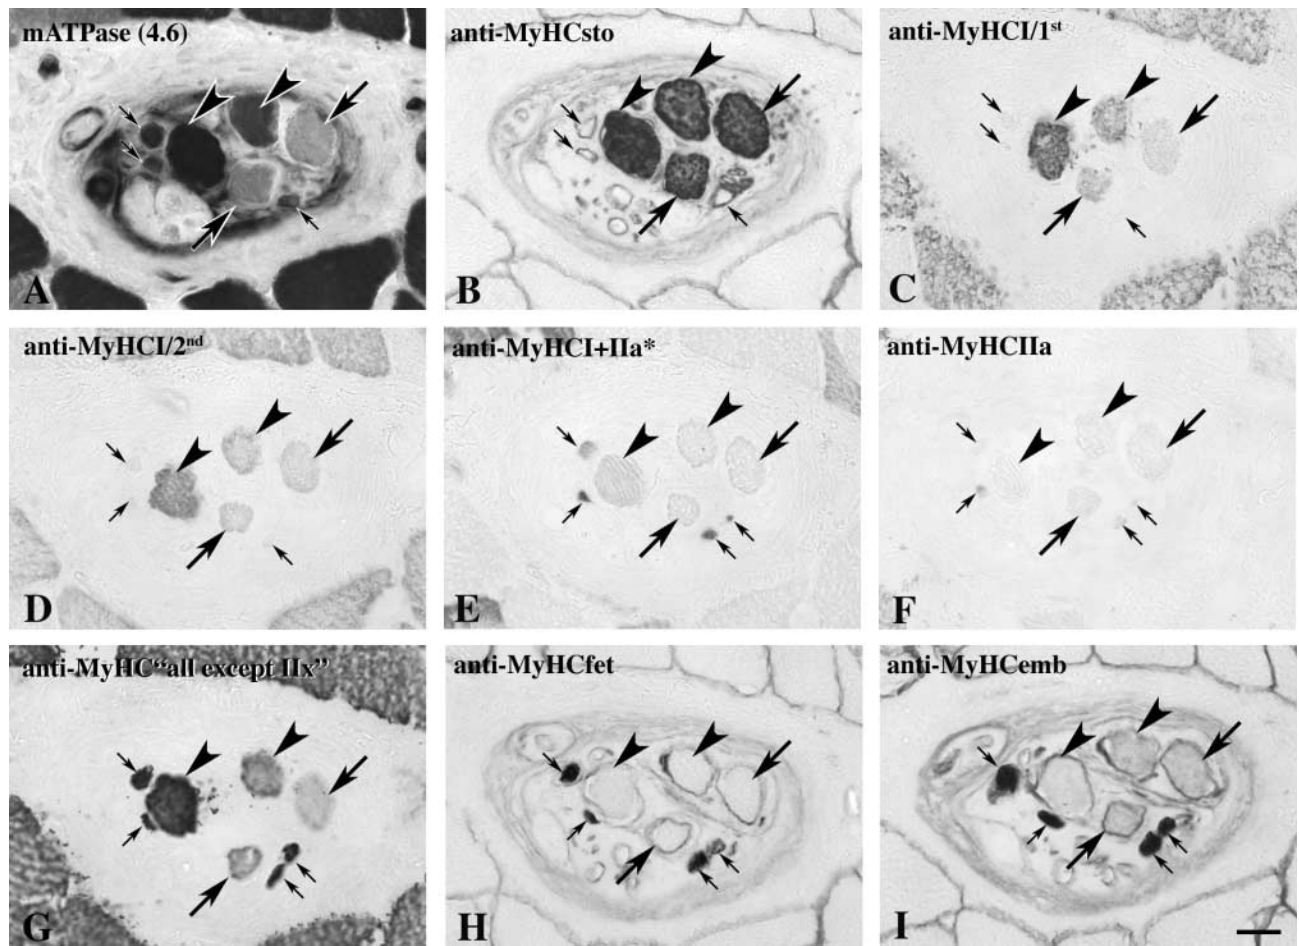 mATPase (4.6)
A
anti-MyHCsto
B
anti-MyHCI/1st
C
anti-MyHCI/2nd
D
anti-MyHCI+IIa*
E
anti-MyHCIIa
F
anti-MyHC“all except IIx”
G
anti-MyHCfet
H
anti-MyHCemb
I